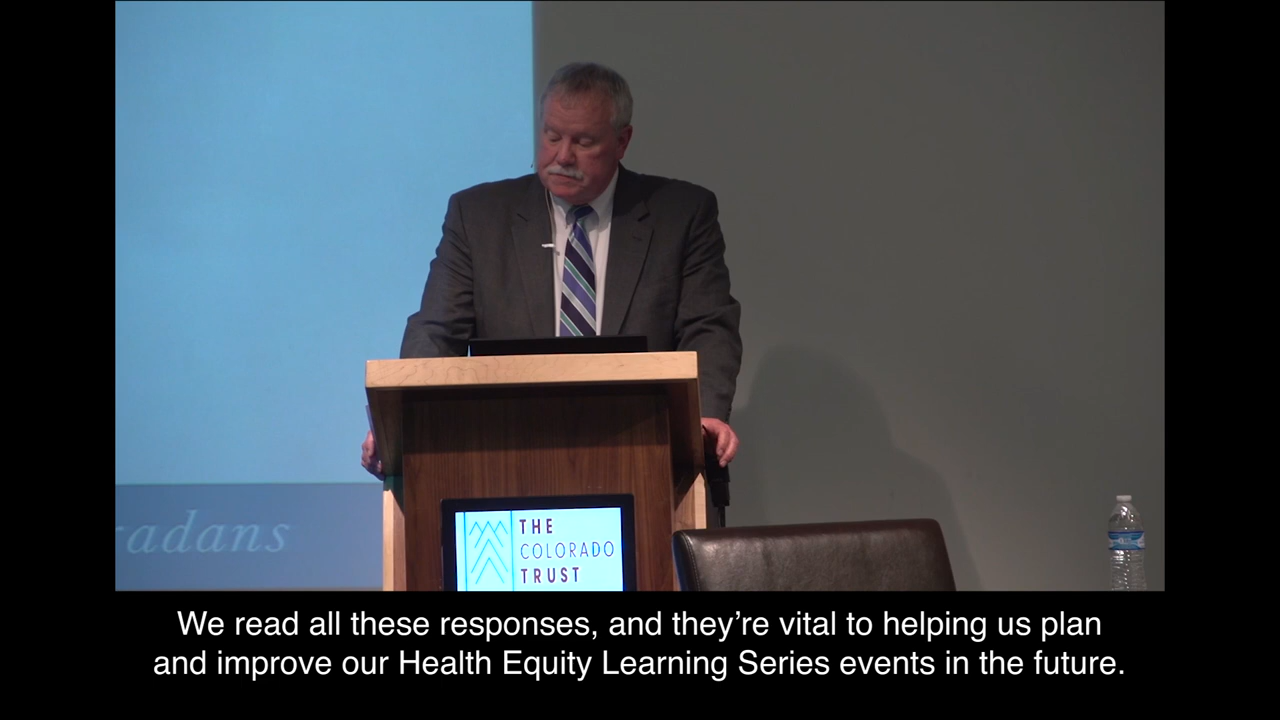 radans
THE
COLORADO
TRUST
We read all these responses, and they’re vital to helping us plan
and improve our Health Equity Learning Series events in the future.